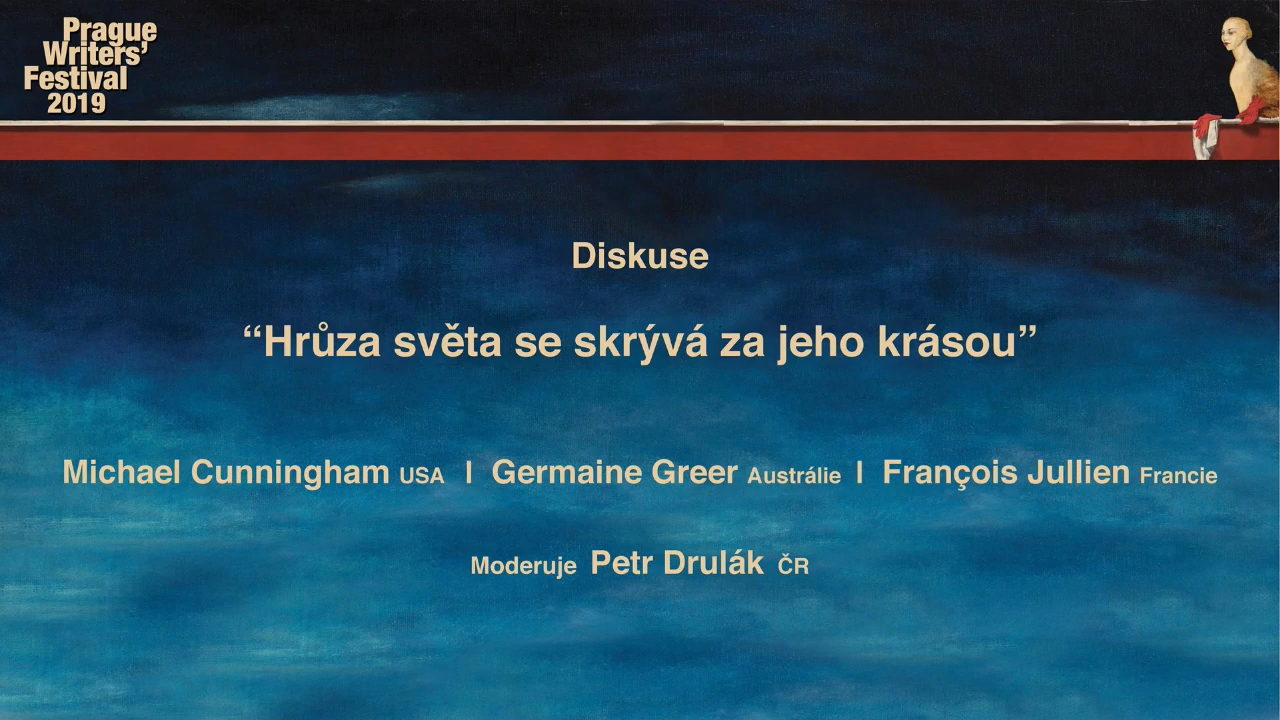 Prague
Writers’
Festival
2019
Diskuse
“Hrůza světa se skrývá za jeho krásou”
Michael Cunningham USA I Germaine Greer Austrálie I François Jullien Francie
Moderuje Petr Drulák ČR